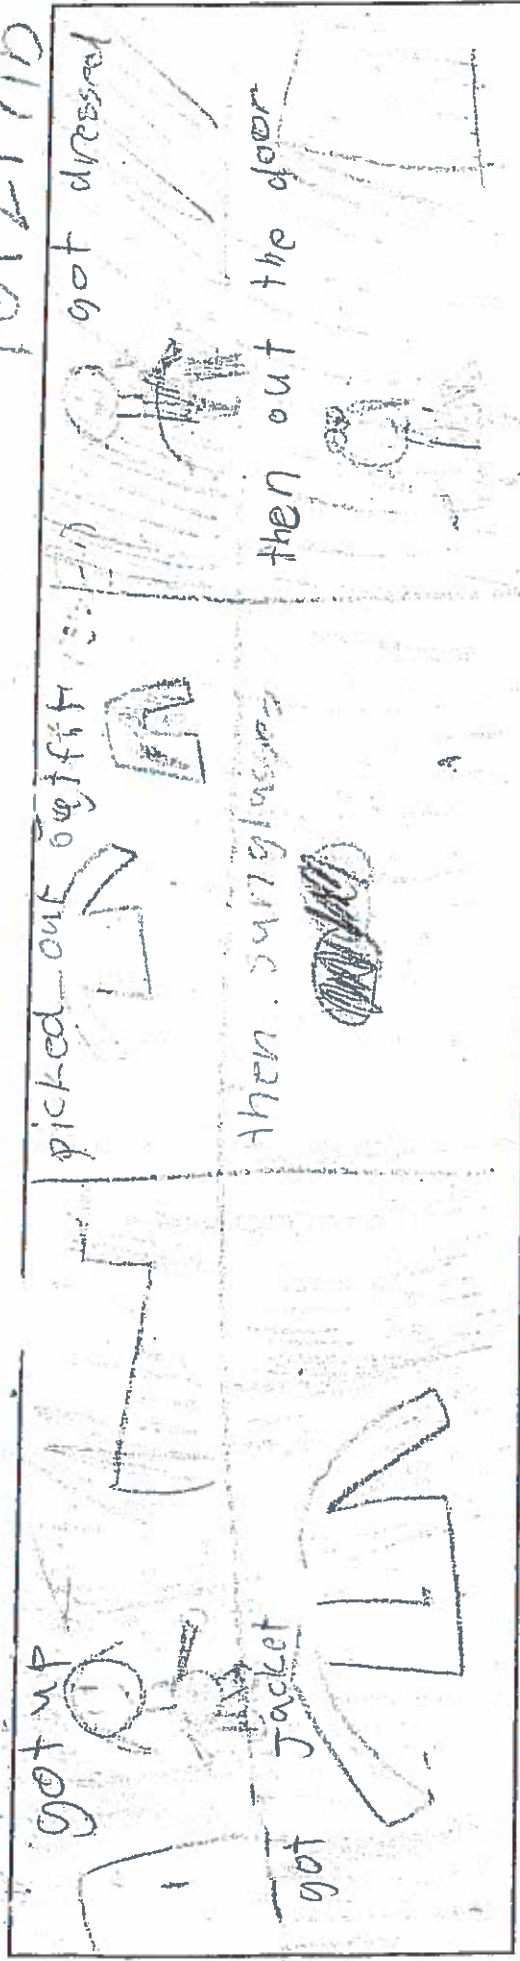 got up
picked out outfit
got dressed
got Jacket
then sunglasses
then out the door